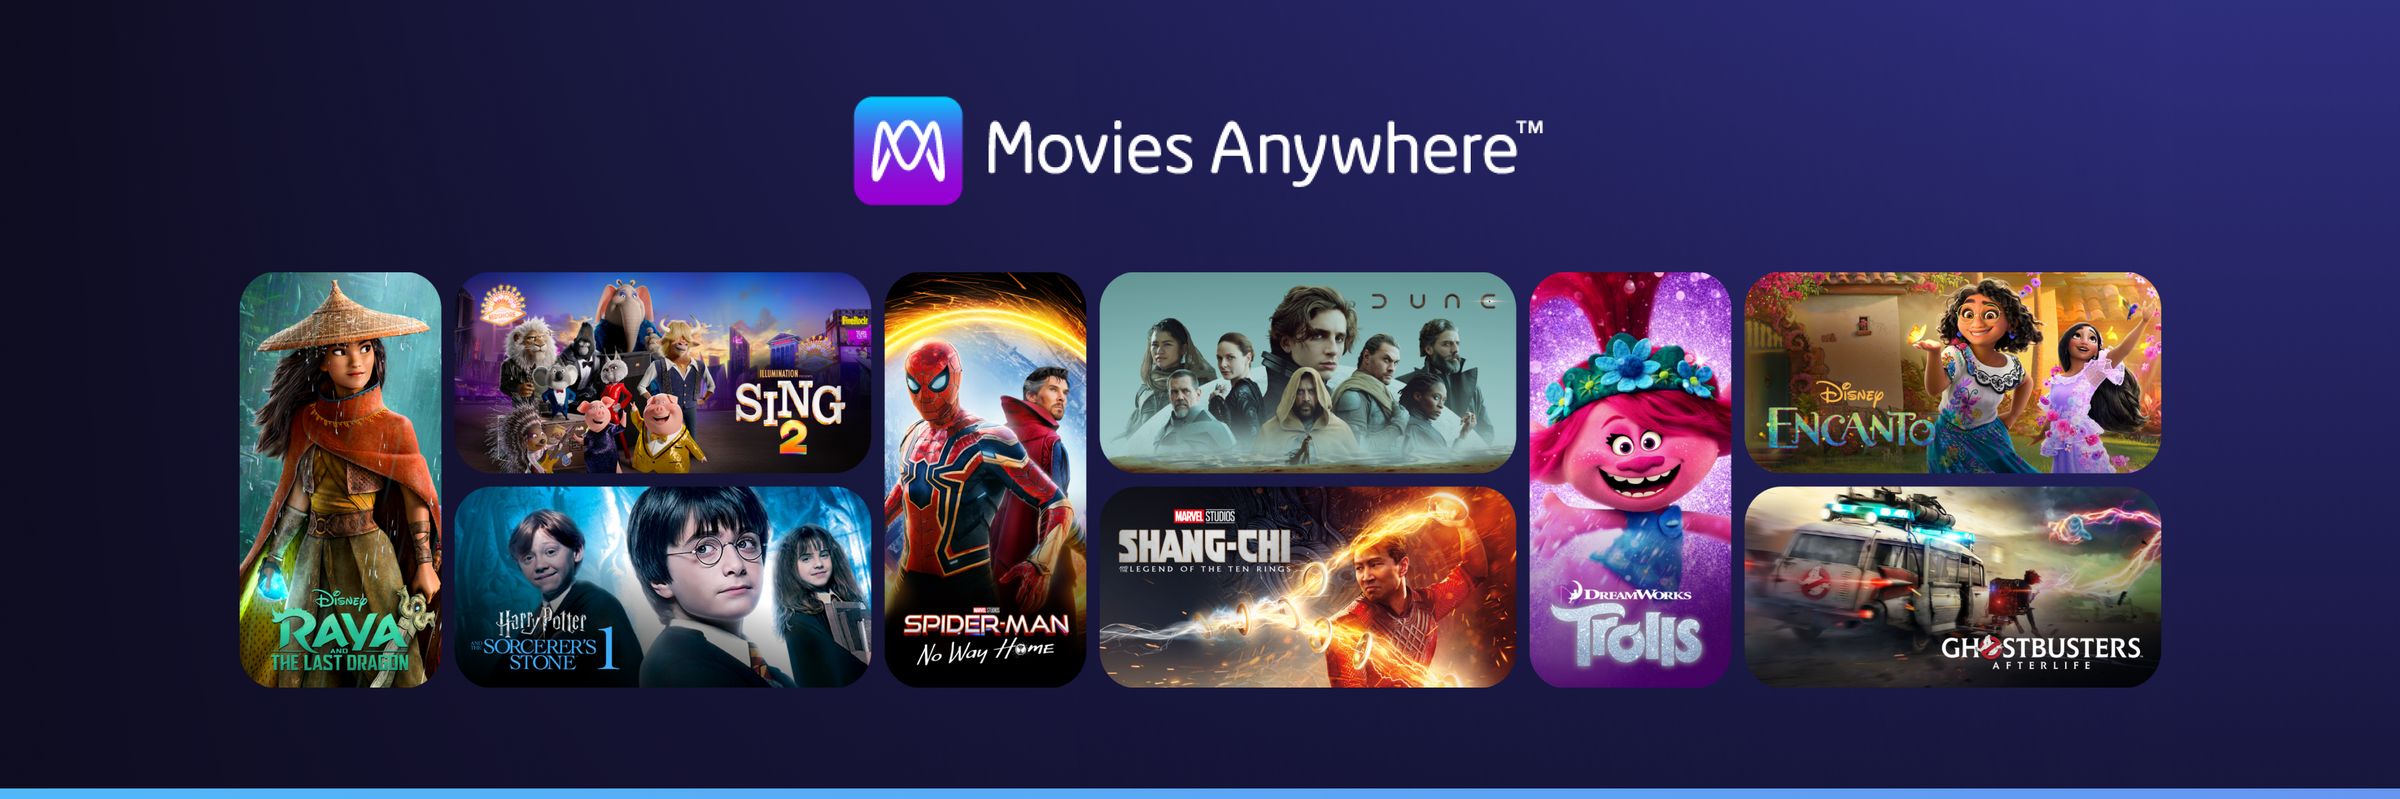 Movies Anywhere™
Disney
RAYA
AND
THE LAST DRAGON
ILLUMINATION
SING
2
Harry Potter
AND THE SORCERER'S
STONE 1
MARVEL STUDIOS
SPIDER-MAN
No Way Home
DUNE
MARVEL STUDIOS
SHANG-CHI
AND THE LEGEND OF THE TEN RINGS
DREAMWORKS
Trolls
Disney
ENCANTO
GHOSTBUSTERS
AFTERLIFE